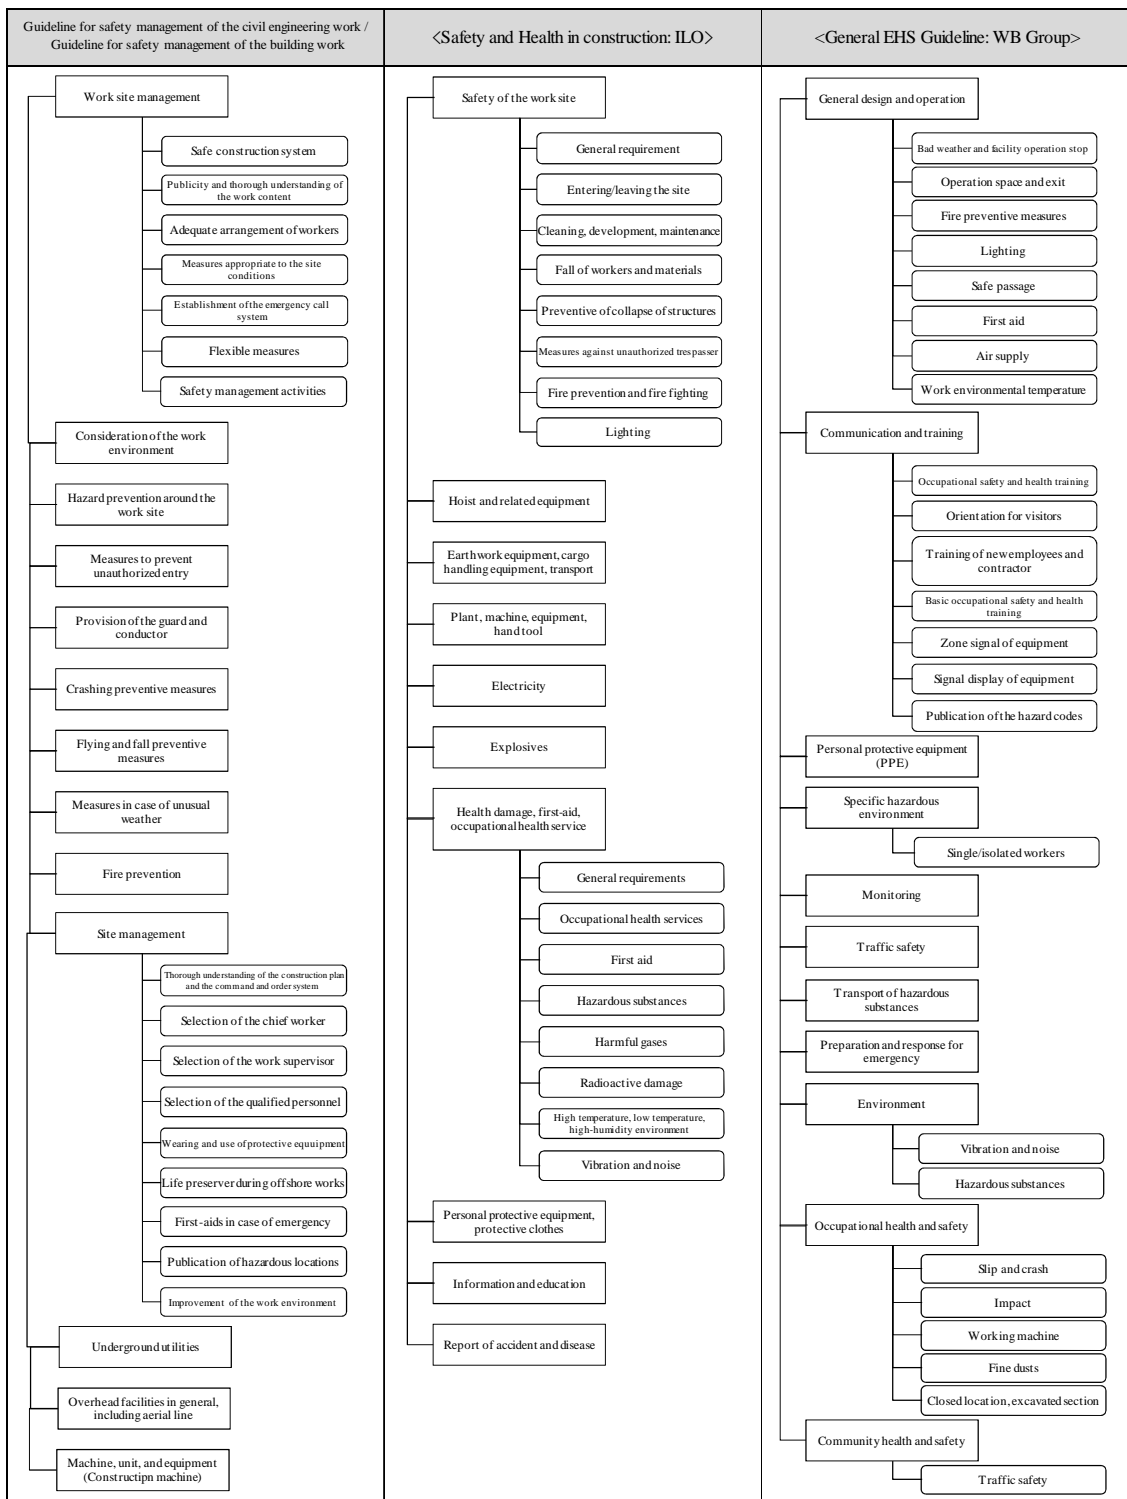 Guideline for safety management of the civil engineering work /
Guideline for safety management of the building work
Work site management
Safe construction system
Publicity and thorough understanding of
the work content
Adequate arrangement of workers
Measures appropriate to the site
conditions
Establishment of the emergency call
system
Flexible measures
Safety management activities
Consideration of the work
environment
Hazard prevention around the
work site
Measures to prevent
unauthorized entry
Provision of the guard and
conductor
Crashing preventive measures
Flying and fall preventive
measures
Measures in case of unusual
weather
Fire prevention
Site management
Thorough understanding of the construction plan
and the command and order system
Selection of the chief worker
Selection of the work supervisor
Selection of the qualified personnel
Wearing and use of protective equuipment
Life preserver during offshore works
First-aids in case of emergency
Publication of hazardous locations
Improvement of the work environment
Underground utilities
Overhead facilities in general,
including aerial line
Machine, unit, and equipment
(Constructipn machine)
<Safety and Health in construction: ILO>
Safety of the work site
General requirement
Entering/leaving the site
Cleaning, development, maintenance
Fall of workers and materials
Preventive of collapse of structures
Measures against unauthorized trespasser
Fire prevention and fire fighting
Lighting
Hoist and related equipment
Earthwork equipment, cargo
handling equipment, transport
Plant, machine, equipment,
hand tool
Electricity
Explosives
Health damage, first-aid,
occupational health service
General requirements
Occupational health services
First aid
Hazardous substances
Harmful gases
Radioactive damage
High temperature, low temperature,
high-humidity environment
Vibration and noise
Personal protective equipment,
protective clothes
Information and education
Report of accident and disease
<General EHS Guideline: WB Group>
General design and operation
Bad weather and facility operation stop
Operation space and exit
Fire preventive measures
Lighting
Safe passage
First aid
Air supply
Work environmental temperature
Communication and training
Occupational safety and health training
Orientation for visitors
Training of new employees and
contractor
Basic occupational safety and health
training
Zone signal of equipment
Signal display of equipment
Publication of the hazard codes
Personal protective equipment
(PPE)
Specific hazardous
environment
Single/isolated workers
Monitoring
Traffic safety
Transport of hazardous
substances
Preparation and response for
emergency
Environment
Vibration and noise
Hazardous substances
Occupational health and safety
Slip and crash
Impact
Working machine
Fine dusts
Closed location, excavated section
Community health and safety
Traffic safety